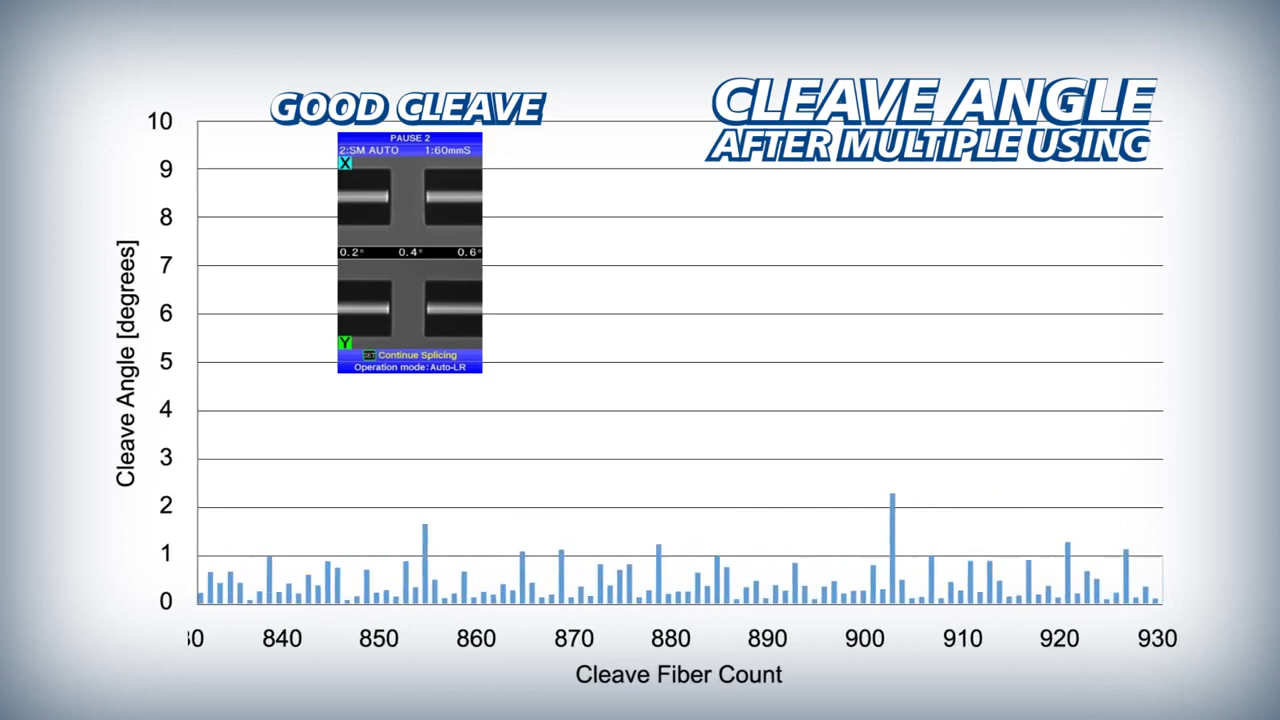 GOOD CLEAVE
CLEAVE ANGLE
AFTER MULTIPLE USING
PAUSE 2
2:SM AUTO 1:60mmS
X
0.2° 0.4° 0.6°
Y
SET Continue Splicing
Operation mode:Auto-LR
Cleave Angle [degrees]
10
9
8
7
6
5
4
3
2
1
0
840 850 860 870 880 890 900 910 920 930
Cleave Fiber Count